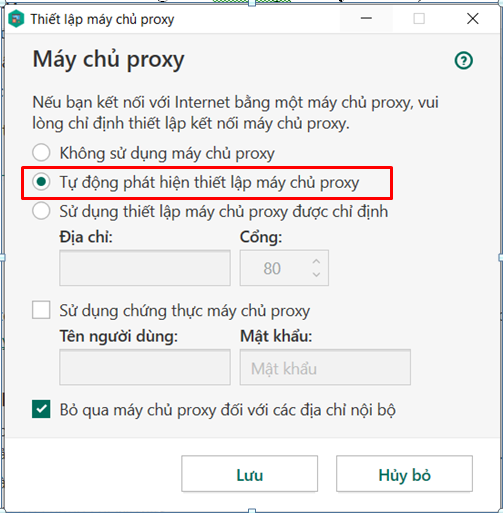 Thiết lập máy chủ proxy
Máy chủ proxy
Nếu bạn kết nối với Internet bằng một máy chủ proxy, vui
lòng chỉ định thiết lập kết nối máy chủ proxy.
Không sử dụng máy chủ proxy
Tự động phát hiện thiết lập máy chủ proxy
Sử dụng thiết lập máy chủ proxy được chỉ định
Địa chỉ: Cổng:
80
Sử dụng chứng thực máy chủ proxy
Tên người dùng: Mật khẩu:
Mật khẩu
Bỏ qua máy chủ proxy đối với các địa chỉ nội bộ
Lưu Hủy bỏ